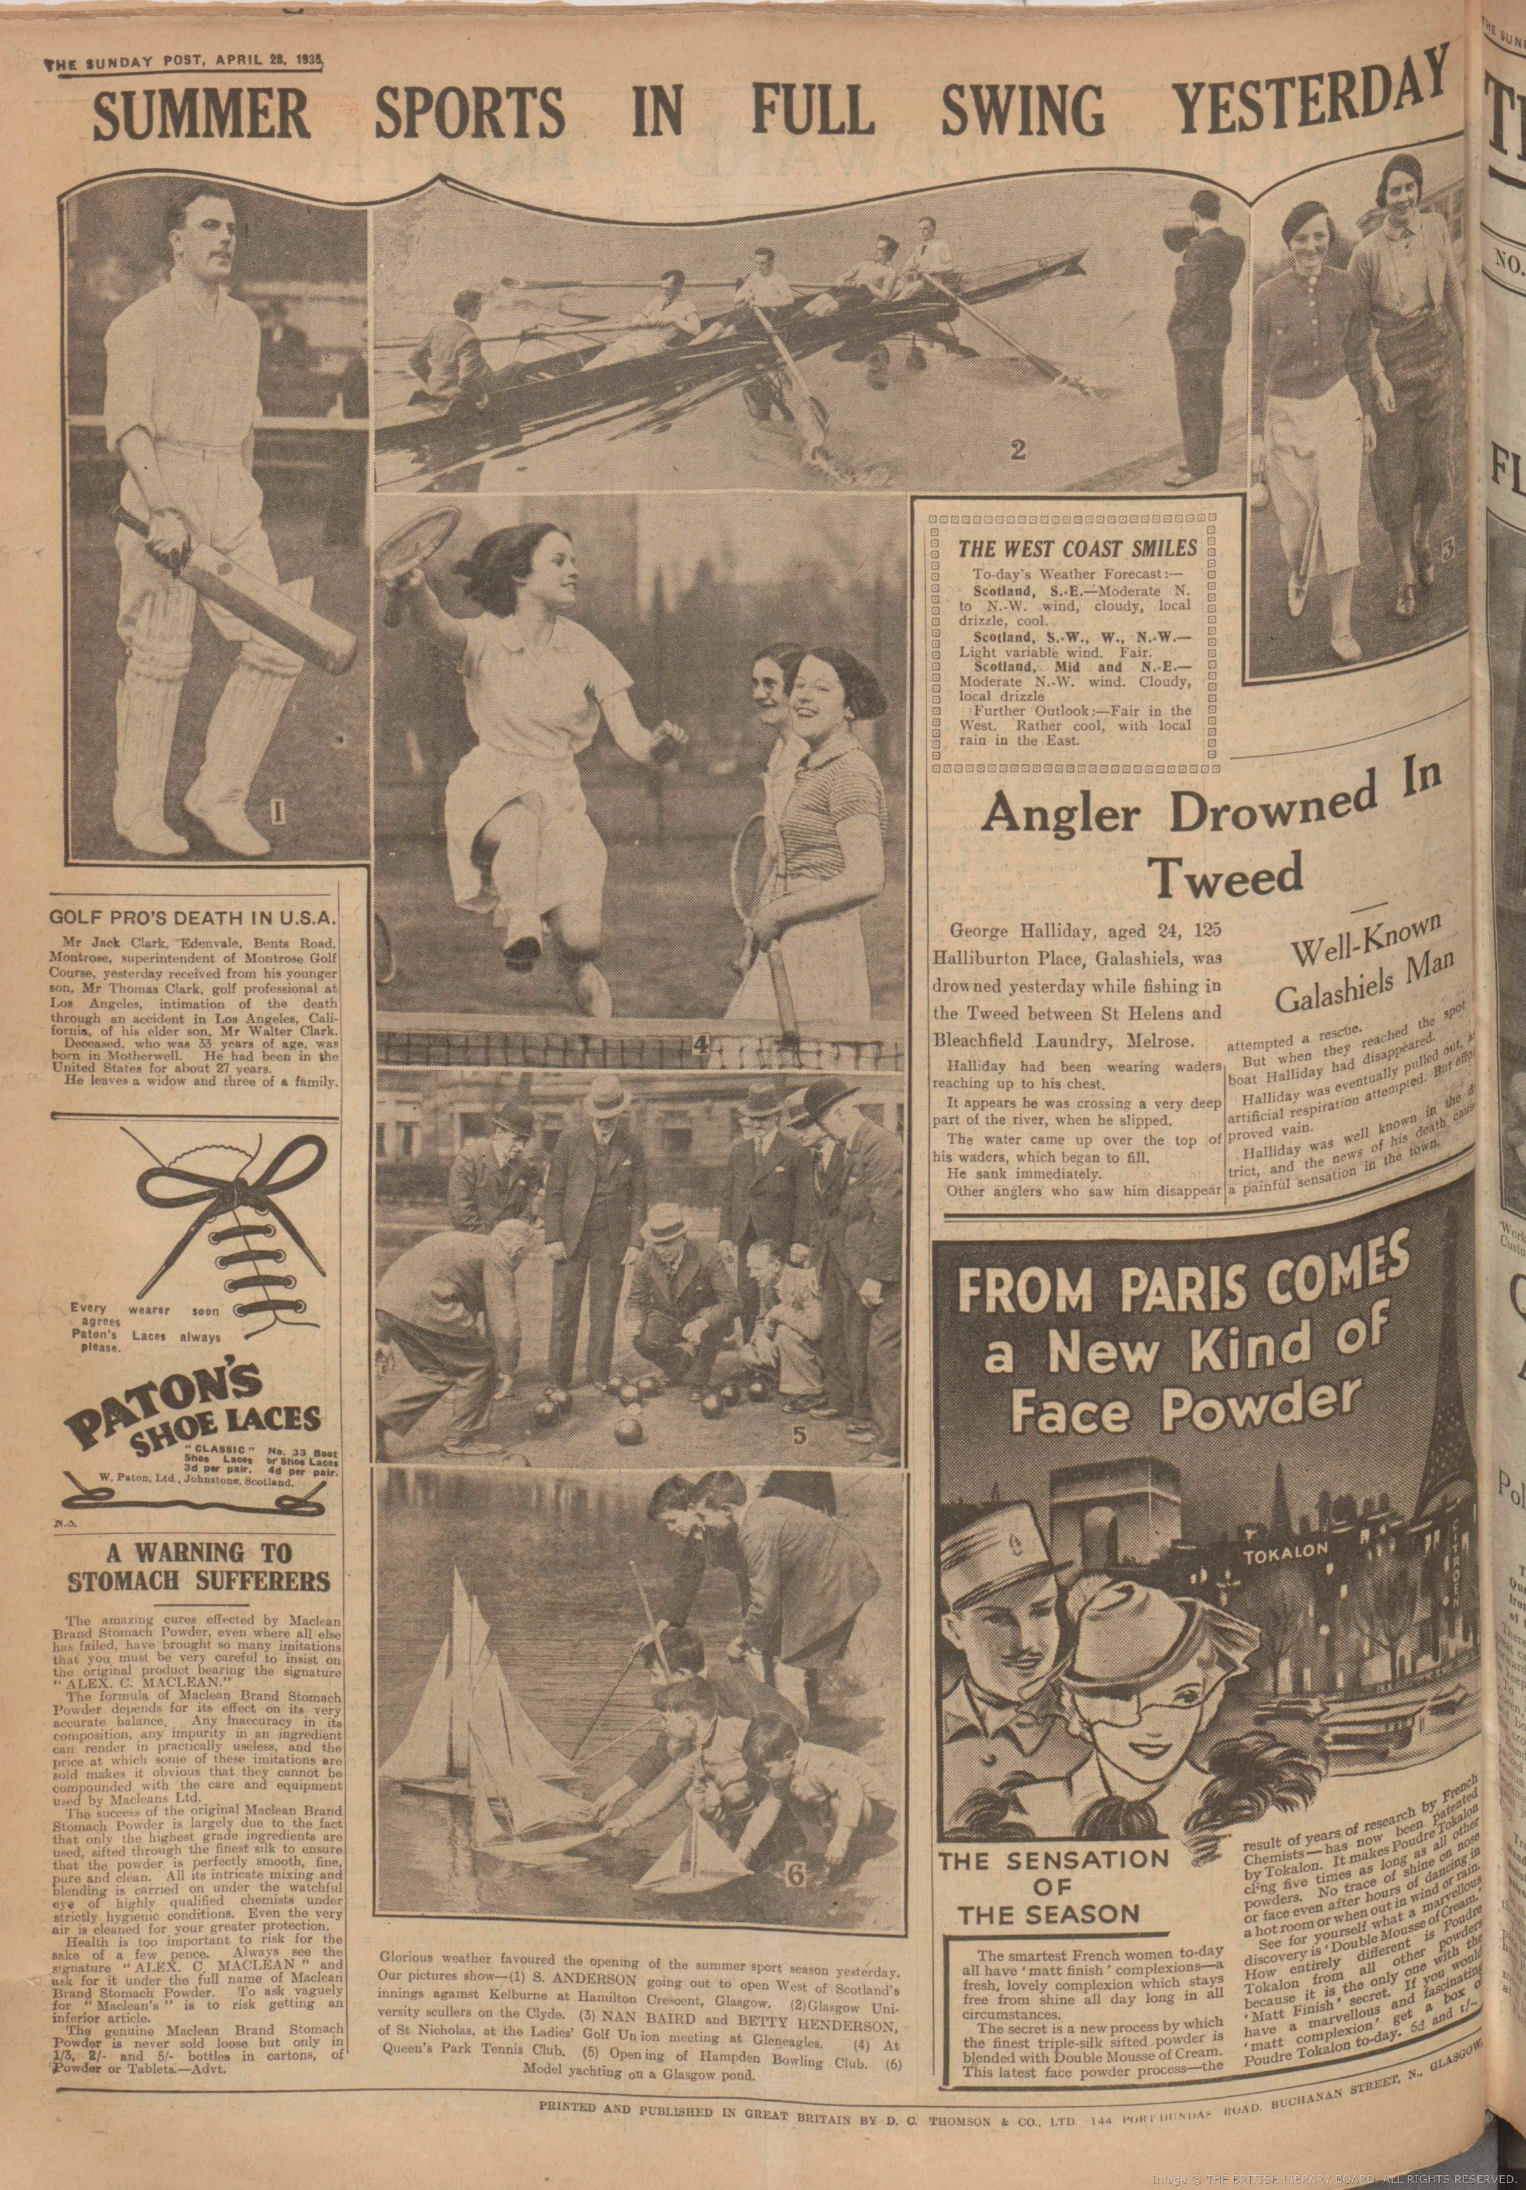 THE SUNDAY POST, APRIL 28, 1935.
SUMMER SPORTS IN FULL SWING YESTERDAY
1
2
3
4
5
6
GOLF PRO'S DEATH IN U.S.A.
Mr Jack Clark, Edenvale, Bents Road,
Montrose, superintendent of Montrose Golf
Course, yesterday received from his younger
son, Mr Thomas Clark, golf professional at
Los Angeles, intimation of the death
through an accident in Los Angeles, Cali-
fornia, of his elder son, Mr Walter Clark.
Deceased, who was 33 years of age, was
born in Motherwell. He had been in the
United States for about 27 years.
He leaves a widow and three of a family.
Every wearer soon
agrees
Paton's Laces always
please.
PATON'S
SHOE LACES
"CLASSIC" No. 33 Boot
Shoe Laces or Shoe Laces
3d per pair. 4d per pair.
W. Paton, Ltd., Johnstone, Scotland.
N.S.
A WARNING TO
STOMACH SUFFERERS
The amazing cures effected by Maclean
Brand Stomach Powder, even where all else
has failed, have brought so many imitations
that you must be very careful to insist on
the original product bearing the signature
"ALEX. C. MACLEAN."
The formula of Maclean Brand Stomach
Powder depends for its effect on its very
accurate balance. Any inaccuracy in its
composition, any impurity in an ingredient
can render in practically useless, and the
price at which some of these imitations are
sold makes it obvious that they cannot be
compounded with the care and equipment
used by Macleans Ltd.
The success of the original Maclean Brand
Stomach Powder is largely due to the fact
that only the highest grade ingredients are
used, sifted through the finest silk to ensure
that the powder is perfectly smooth, fine,
pure and clean. All its intricate mixing and
blending is carried on under the watchful
eye of highly qualified chemists under
strictly hygienic conditions. Even the very
air is cleaned for your greater protection.
Health is too important to risk for the
sake of a few pence. Always see the
signature "ALEX. C. MACLEAN" and
ask for it under the full name of Maclean
Brand Stomach Powder. To ask vaguely
for "Maclean's" is to risk getting an
inferior article.
The genuine Maclean Brand Stomach
Powder is never sold loose but only in
1/3, 2/- and 5/- bottles in cartons, of
Powder or Tablets.—Advt.
Glorious weather favoured the opening of the summer sport season yesterday.
Our pictures show—(1) S. ANDERSON going out to open West of Scotland's
innings against Kelburne at Hamilton Crescent, Glasgow. (2) Glasgow Uni-
versity scullers on the Clyde. (3) NAN BAIRD and BETTY HENDERSON,
of St Nicholas, at the Ladies' Golf Union meeting at Gleneagles. (4) At
Queen's Park Tennis Club. (5) Opening of Hampden Bowling Club. (6)
Model yachting on a Glasgow pond.
THE WEST COAST SMILES
To-day's Weather Forecast:—
Scotland, S.-E.—Moderate N.
to N.-W. wind, cloudy, local
drizzle, cool.
Scotland, S.-W., W., N.-W.—
Light variable wind. Fair.
Scotland, Mid and N.-E.—
Moderate N.-W. wind. Cloudy,
local drizzle
Further Outlook:—Fair in the
West. Rather cool, with local
rain in the East.
Angler Drowned In
Tweed
Well-Known
Galashiels Man
George Halliday, aged 24, 125
Halliburton Place, Galashiels, was
drowned yesterday while fishing in
the Tweed between St Helens and
Bleachfield Laundry, Melrose.
Halliday had been wearing waders
reaching up to his chest.
It appears he was crossing a very deep
part of the river, when he slipped.
The water came up over the top of
his waders, which began to fill.
He sank immediately.
Other anglers who saw him disappear
attempted a rescue.
But when they reached the spot
boat Halliday had disappeared.
Halliday was eventually pulled out,
artificial respiration attempted. But
proved vain.
Halliday was well known in the
trict, and the news of his death
a painful sensation in the town.
FROM PARIS COMES
a New Kind of
Face Powder
TOKALON
CITROEN
THE SENSATION
OF
THE SEASON
The smartest French women to-day
all have 'matt finish' complexions—a
fresh, lovely complexion which stays
free from shine all day long in all
circumstances.
The secret is a new process by which
the finest triple-silk sifted powder is
blended with Double Mousse of Cream.
This latest face powder process—the
result of years of research by French
Chemists—has now been patented
by Tokalon. It makes Poudre Tokalon
cling five times as long as all other
powders. No trace of shine on nose
or face even after hours of dancing in
a hot room or when out in wind or rain.
See for yourself what a marvellous
discovery is 'Double Mousse of Cream.'
How entirely different is Poudre
Tokalon from all other powders
because it is the only one with the
'Matt Finish' secret. If you would
have a marvellous and fascinating
'matt complexion' get a box of
Poudre Tokalon to-day. 6d and 1/-.
PRINTED AND PUBLISHED IN GREAT BRITAIN BY D. C. THOMSON & CO., LTD. 144 PORT DUNDAS ROAD. BUCHANAN STREET, N., GLASGOW.
THE SUN
NO.
FL
Pol
Image © THE BRITISH LIBRARY BOARD. ALL RIGHTS RESERVED.